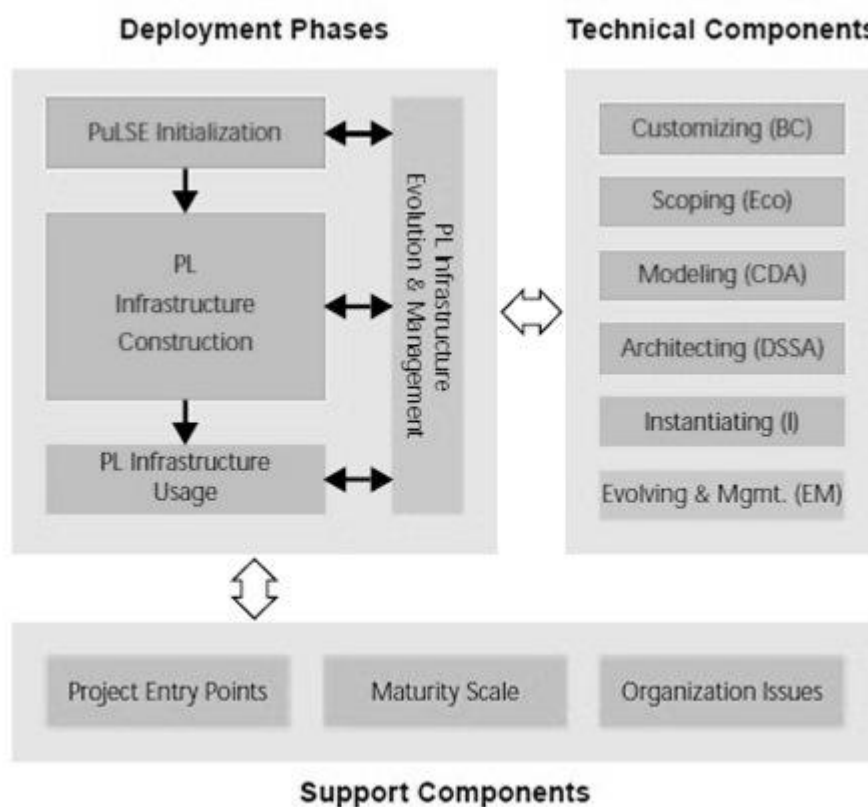 Deployment Phases
Technical Components
PuLSE Initialization
PL
Infrastructure
Construction
PL Infrastructure
Usage
PL Infrastructure
Evolution & Management
Customizing (BC)
Scoping (Eco)
Modeling (CDA)
Architecting (DSSA)
Instantiating (I)
Evolving & Mgmt. (EM)
Project Entry Points
Maturity Scale
Organization Issues
Support Components